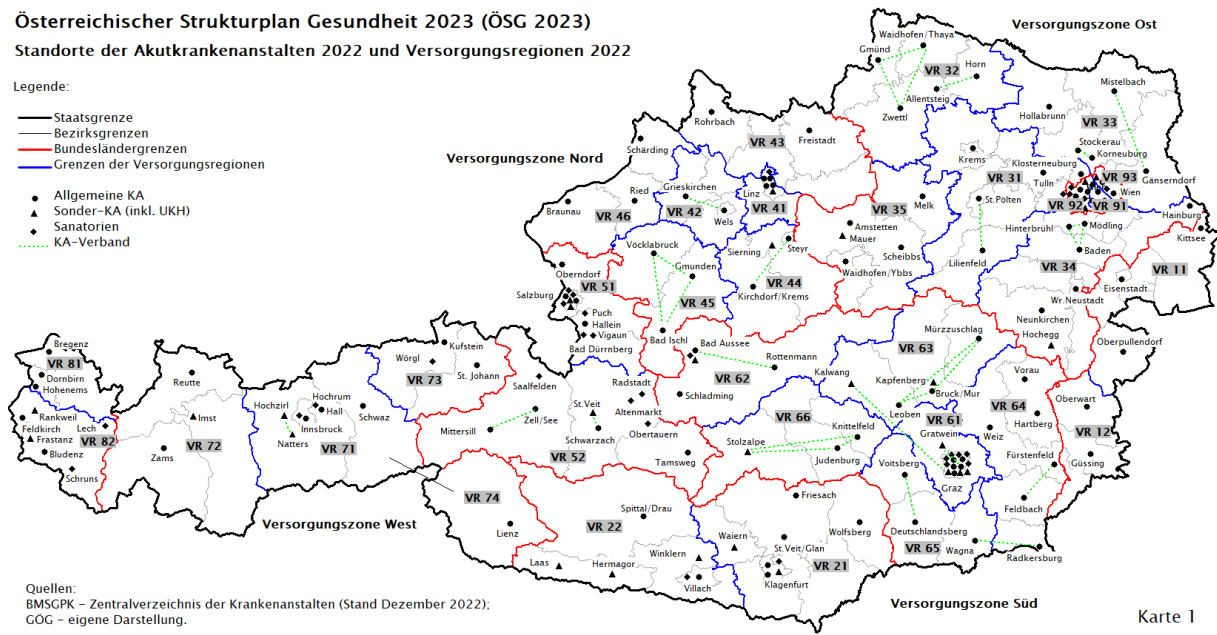 Österreichischer Strukturplan Gesundheit 2023 (ÖSG 2023)
Standorte der Akutkrankenanstalten 2022 und Versorgungsregionen 2022
Legende:
Staatsgrenze
Bezirksgrenzen
Bundesländergrenzen
Grenzen der Versorgungsregionen
Allgemeine KA
Sonder-KA (inkl. UKH)
Sanatorien
KA-Verband
Versorgungszone Ost
Waidhofen/Thaya
Gmünd
VR 32
Horn
Allentsteig
Zwettl
Mistelbach
Hollabrunn
VR 33
Stockerau
Korneuburg
Klosterneuburg
Tulln
Krems
VR 31
VR 93
Gänserndorf
Wien
VR 92
VR 91
St.Pölten
Hainburg
Kittsee
Hinterbrühl
Mödling
Baden
Lilienfeld
VR 34
VR 11
Eisenstadt
Wr.Neustadt
Neunkirchen
Hochegg
Oberpullendorf
Melk
VR 35
Amstetten
Mauer
Scheibbs
Waidhofen/Ybbs
Versorgungszone Nord
Rohrbach
VR 43
Freistadt
Schärding
Ried
Grieskirchen
Linz
VR 41
Braunau
VR 46
VR 42
Wels
Vöcklabruck
Sierning
Steyr
Gmunden
VR 44
Kirchdorf/Krems
VR 45
Oberndorf
VR 51
Salzburg
Puch
Hallein
Vigaun
Bad Dürrnberg
Bad Ischl
Bad Aussee
Rottenmann
VR 62
Schladming
Mürzzuschlag
VR 63
Kalwang
Kapfenberg
Bruck/Mur
Leoben
Vorau
Oberwart
VR 64
Hartberg
VR 12
VR 61
Gratwein
Weiz
Fürstenfeld
Güssing
VR 66
Knittelfeld
Stolzalpe
Judenburg
Voitsberg
Graz
Feldbach
Deutschlandsberg
VR 65
Wagna
Radkersburg
Bregenz
VR 81
Dornbirn
Hohenems
Rankweil
Feldkirch
Frastanz
Lech
VR 82
Bludenz
Schruns
Reutte
Imst
VR 72
Zams
Hochzirl
Hochrum
Hall
Innsbruck
Natters
VR 71
Schwaz
Wörgl
Kufstein
VR 73
St. Johann
Saalfelden
Zell/See
Mittersill
St.Veit
Schwarzach
VR 52
Radstadt
Altenmarkt
Obertauern
Tamsweg
VR 74
Versorgungszone West
Lienz
VR 22
Spittal/Drau
Winklern
Laas
Hermagor
Villach
Friesach
Waiern
St.Veit/Glan
Wolfsberg
VR 21
Klagenfurt
Versorgungszone Süd
Quellen:
BMSGPK - Zentralverzeichnis der Krankenanstalten (Stand Dezember 2022);
GÖG - eigene Darstellung.
Karte 1